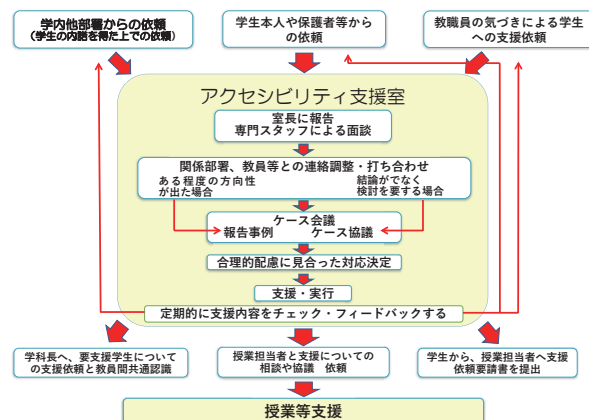 学内他部署からの依頼
（学生の内諾を得た上での依頼）
学生本人や保護者等から
の依頼
教職員の気づきによる学生
への支援依頼
アクセシビリティ支援室
室長に報告
専門スタッフによる面談
関係部署、教員等との連絡調整・打ち合わせ
ある程度の方向性
が出た場合
結論がでなく
検討を要する場合
ケース会議
報告事例 ケース協議
合理的配慮に見合った対応決定
支援・実行
定期的に支援内容をチェック・フィードバックする
学科長へ、要支援学生について
の支援依頼と教員間共通認識
授業担当者と支援についての
相談や協議 依頼
学生から、授業担当者へ支援
依頼要請書を提出
授業等支援